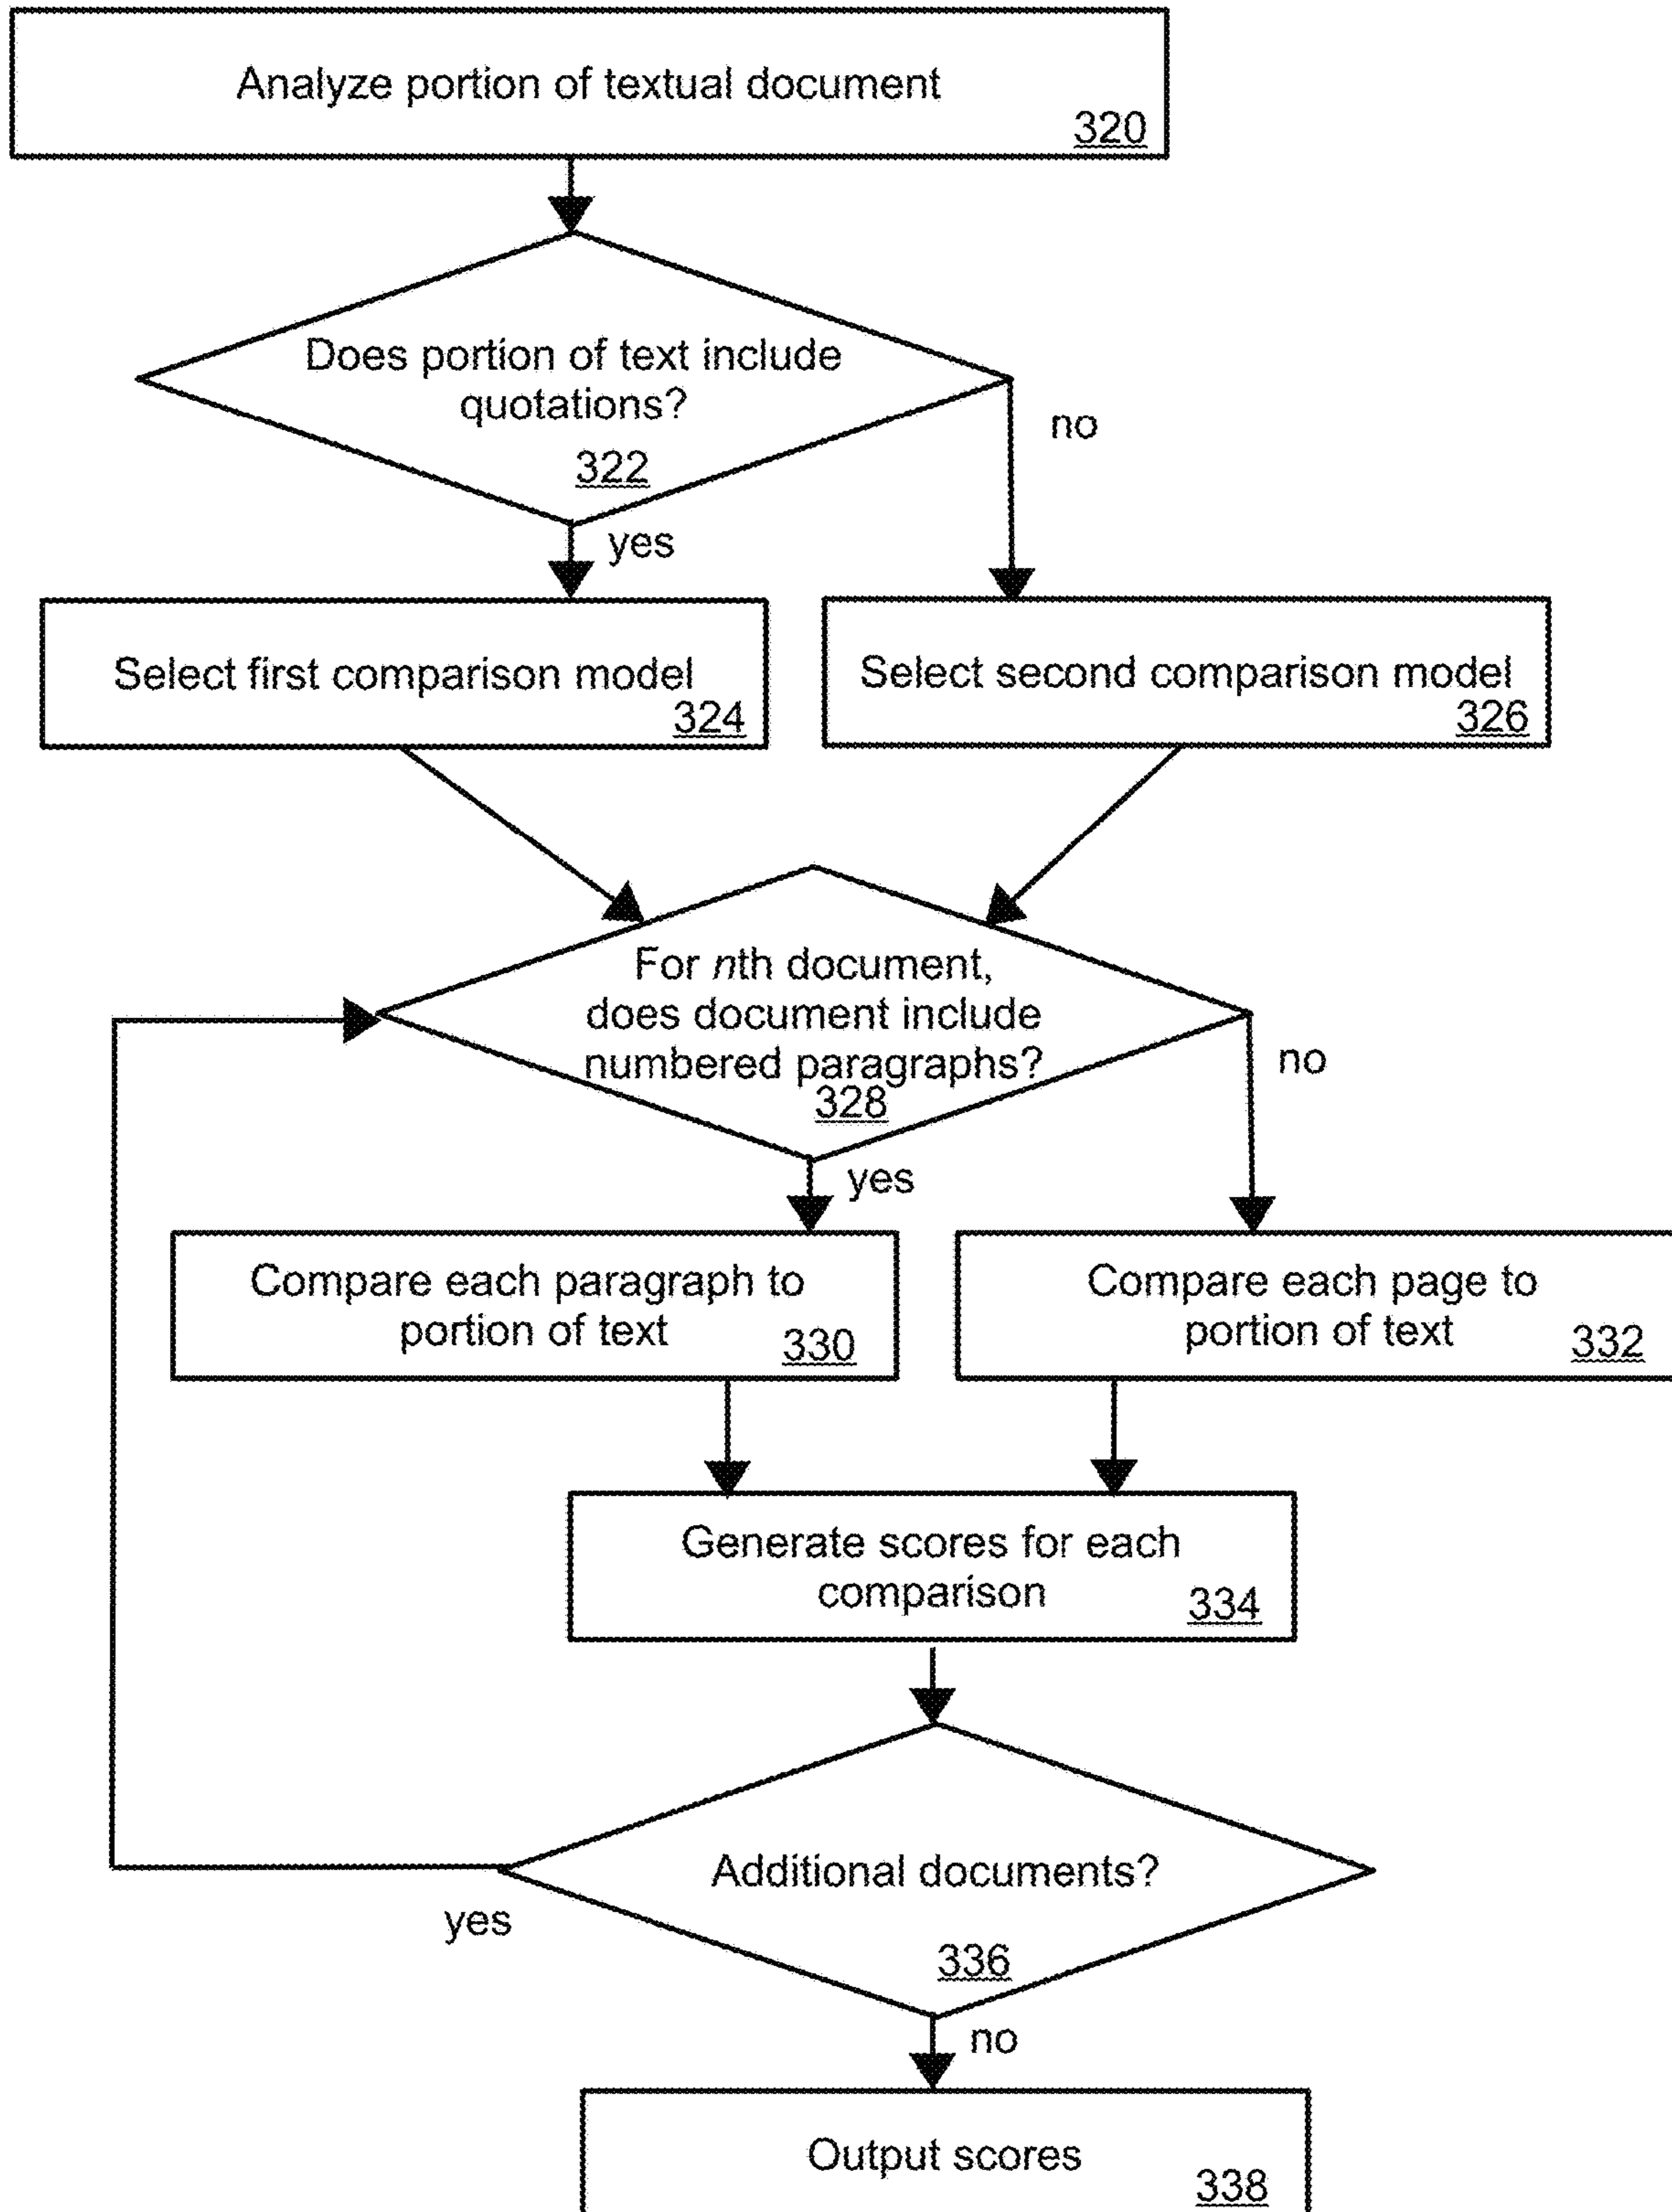 Analyze portion of textual document
320
Does portion of text include
quotations?
322
no
yes
Select first comparison model
324
Select second comparison model
326
For nth document,
does document include
numbered paragraphs?
328
no
yes
Compare each paragraph to
portion of text
330
Compare each page to
portion of text
332
Generate scores for each
comparison
334
Additional documents?
yes
336
no
Output scores
338